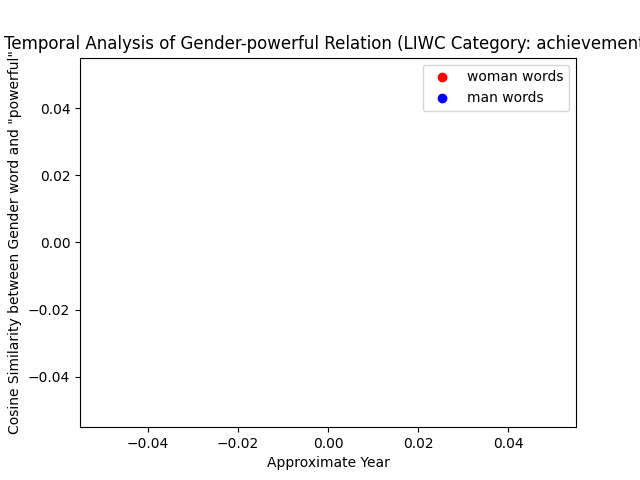 Temporal Analysis of Gender-powerful Relation (LIWC Category: achievement
woman words
man words
Cosine Similarity between Gender word and "powerful"
0.04
0.02
0.00
−0.02
−0.04
−0.04 −0.02 0.00 0.02 0.04
Approximate Year